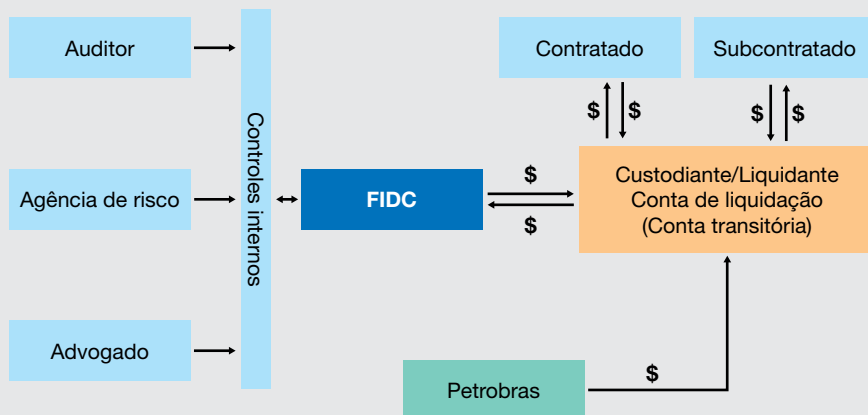 Auditor
Contratado
Subcontratado
$
$
$
$
Controles internos
Agência de risco
FIDC
$
$
Custodiante/Liquidante
Conta de liquidação
(Conta transitória)
Advogado
Petrobras
$